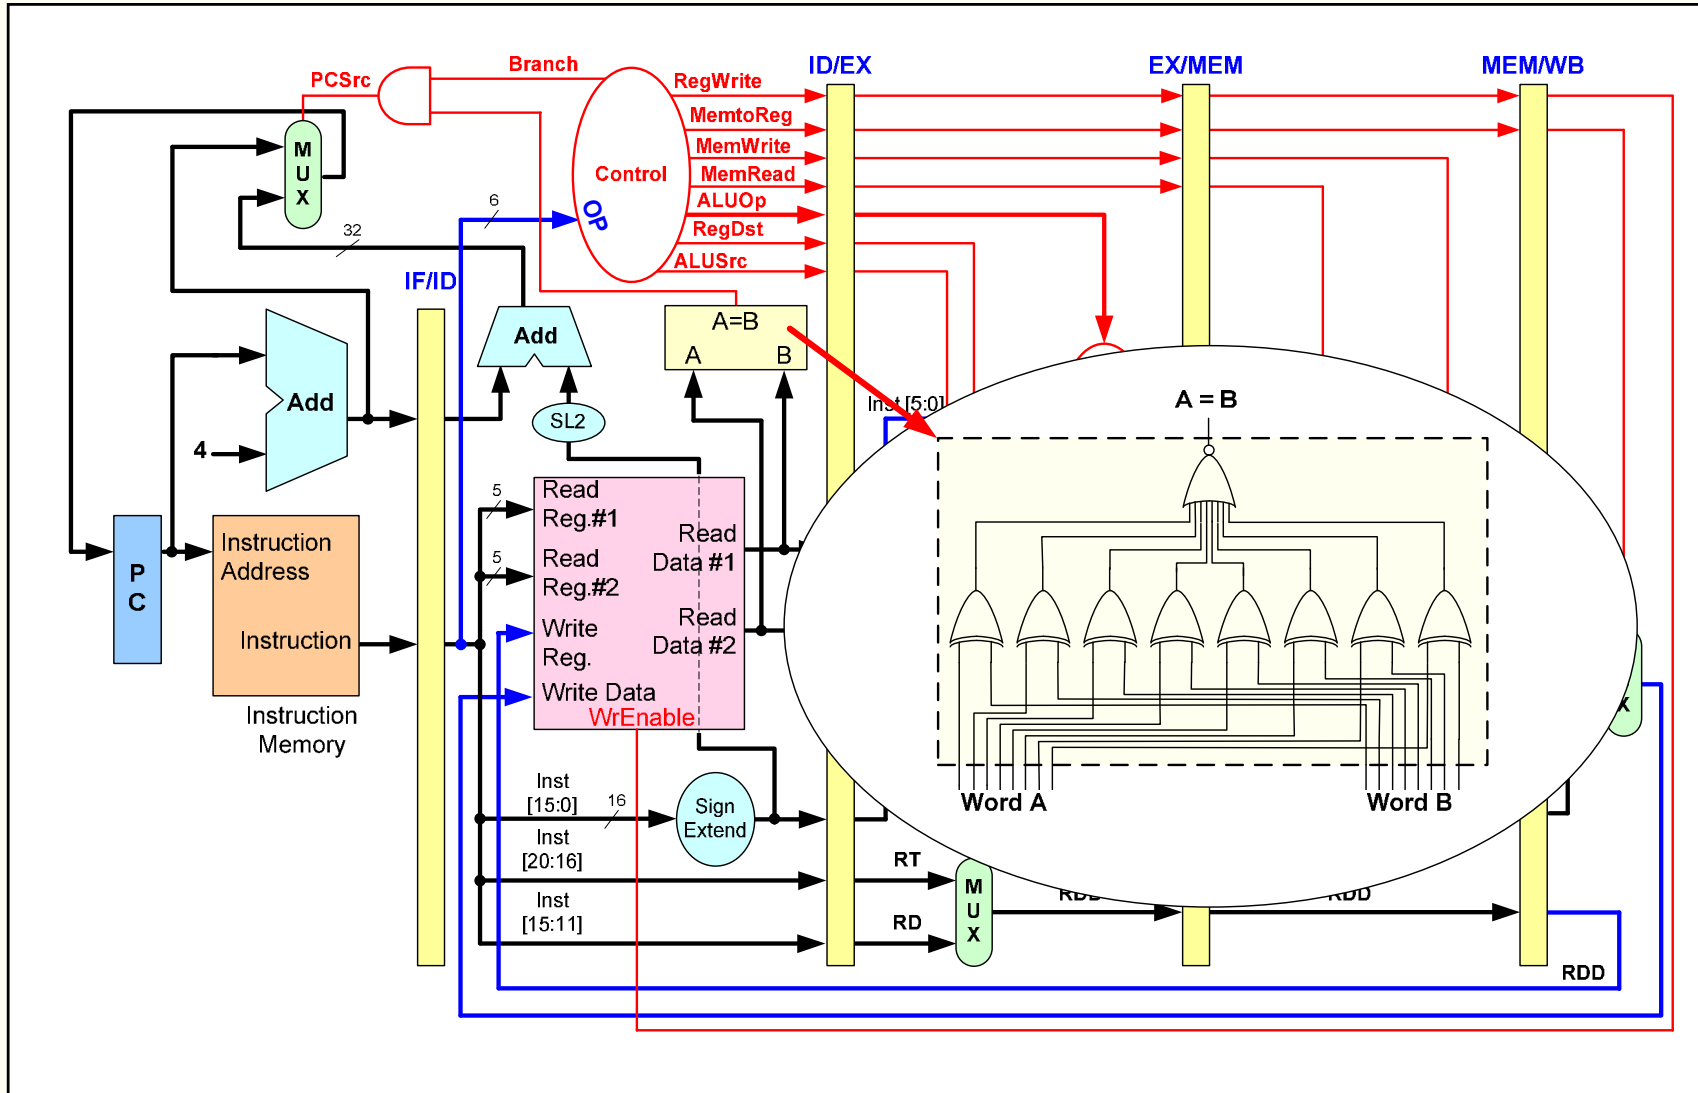 Branch
PCSrc
ID/EX
EX/MEM
MEM/WB
RegWrite
MemtoReg
MemWrite
MemRead
ALUOp
RegDst
ALUSrc
Control
OP
M
U
X
6
32
IF/ID
Add
A=B
A
B
SL2
Add
4
Inst [5:0]
A = B
P
C
Instruction
Address
Instruction
Instruction
Memory
5
Read
Reg.#1
5
Read
Reg.#2
Write
Reg.
Write Data
WrEnable
Read
Data #1
Read
Data #2
X
Word A
Word B
Inst
[15:0]
16
Sign
Extend
Inst
[20:16]
Inst
[15:11]
RT
RD
M
U
X
RDD
RDD
RDD